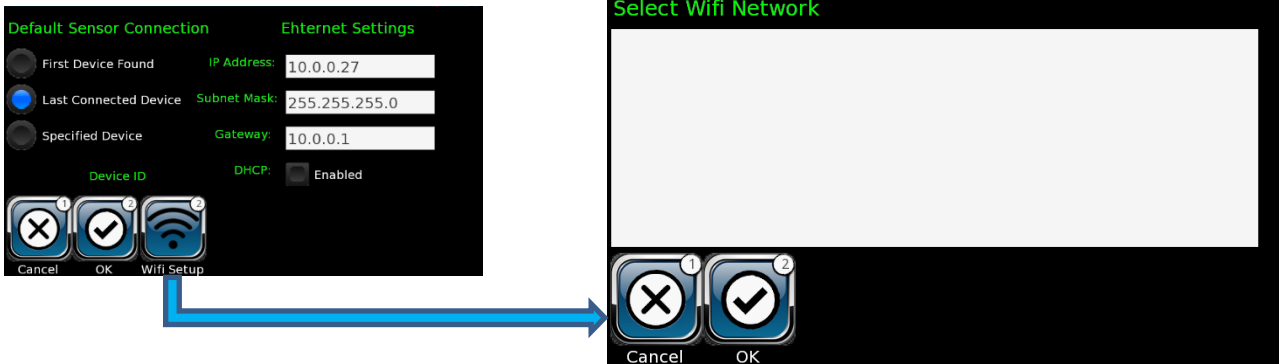 Default Sensor Connection
Ehternet Settings
First Device Found
IP Address:
10.0.0.27
Last Connected Device
Subnet Mask:
255.255.255.0
Specified Device
Gateway:
10.0.0.1
Device ID
DHCP:
Enabled
1
2
2
Cancel
OK
Wifi Setup
Select Wifi Network
1
2
Cancel
OK